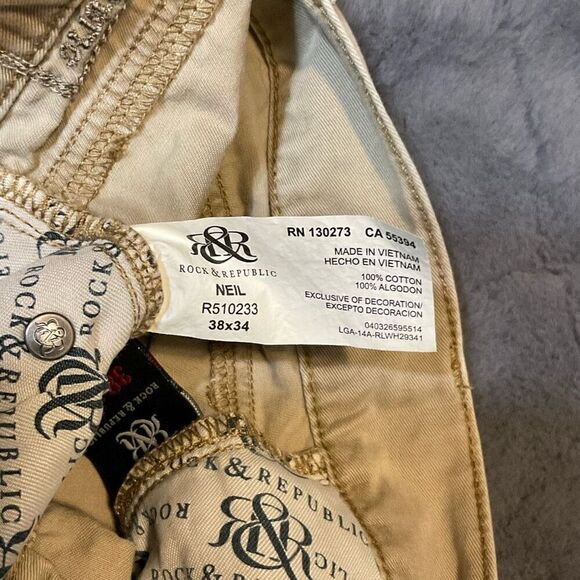 R&R
ROCK & REPUBLIC
NEIL
R510233
38x34
RN 130273 CA 55394
MADE IN VIETNAM
HECHO EN VIETNAM
100% COTTON
100% ALGODON
EXCLUSIVE OF DECORATION/
EXCEPTO DECORACION
040326595514
LGA-14A-RLWH29341
ROCK & REPUBLIC
ROCK & REPUBLIC
ROCK & REPUBLIC
R&R